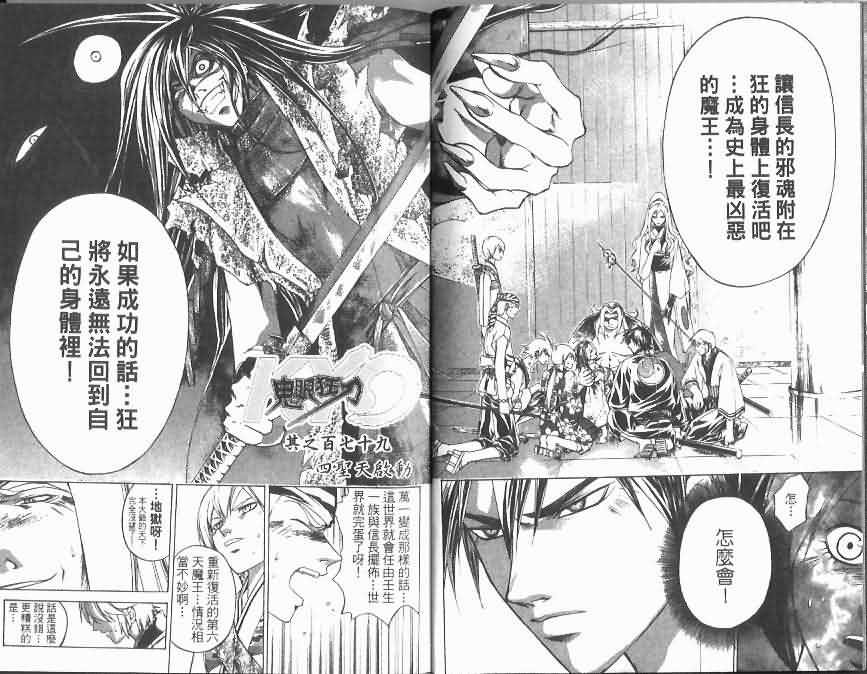 讓信長的邪魂附在
狂的身體上復活吧
…成為史上最凶惡
的魔王…！
怎…
怎麼會！
如果成功的話…狂
將永遠無法回到自
己的身體裡！
KYO
鬼眼狂刀
其之百七十九
四聖天啟動
萬一變成那樣的話…
這世界就會任由壬生
一族與信長擺佈…世
界就完蛋了呀！
重新復活的第六
天魔王…情況相
當不妙啊…
…地獄呀！
本大爺的天下
完全沒望了！
話是這麼
說沒錯…
更糟糕的
是…